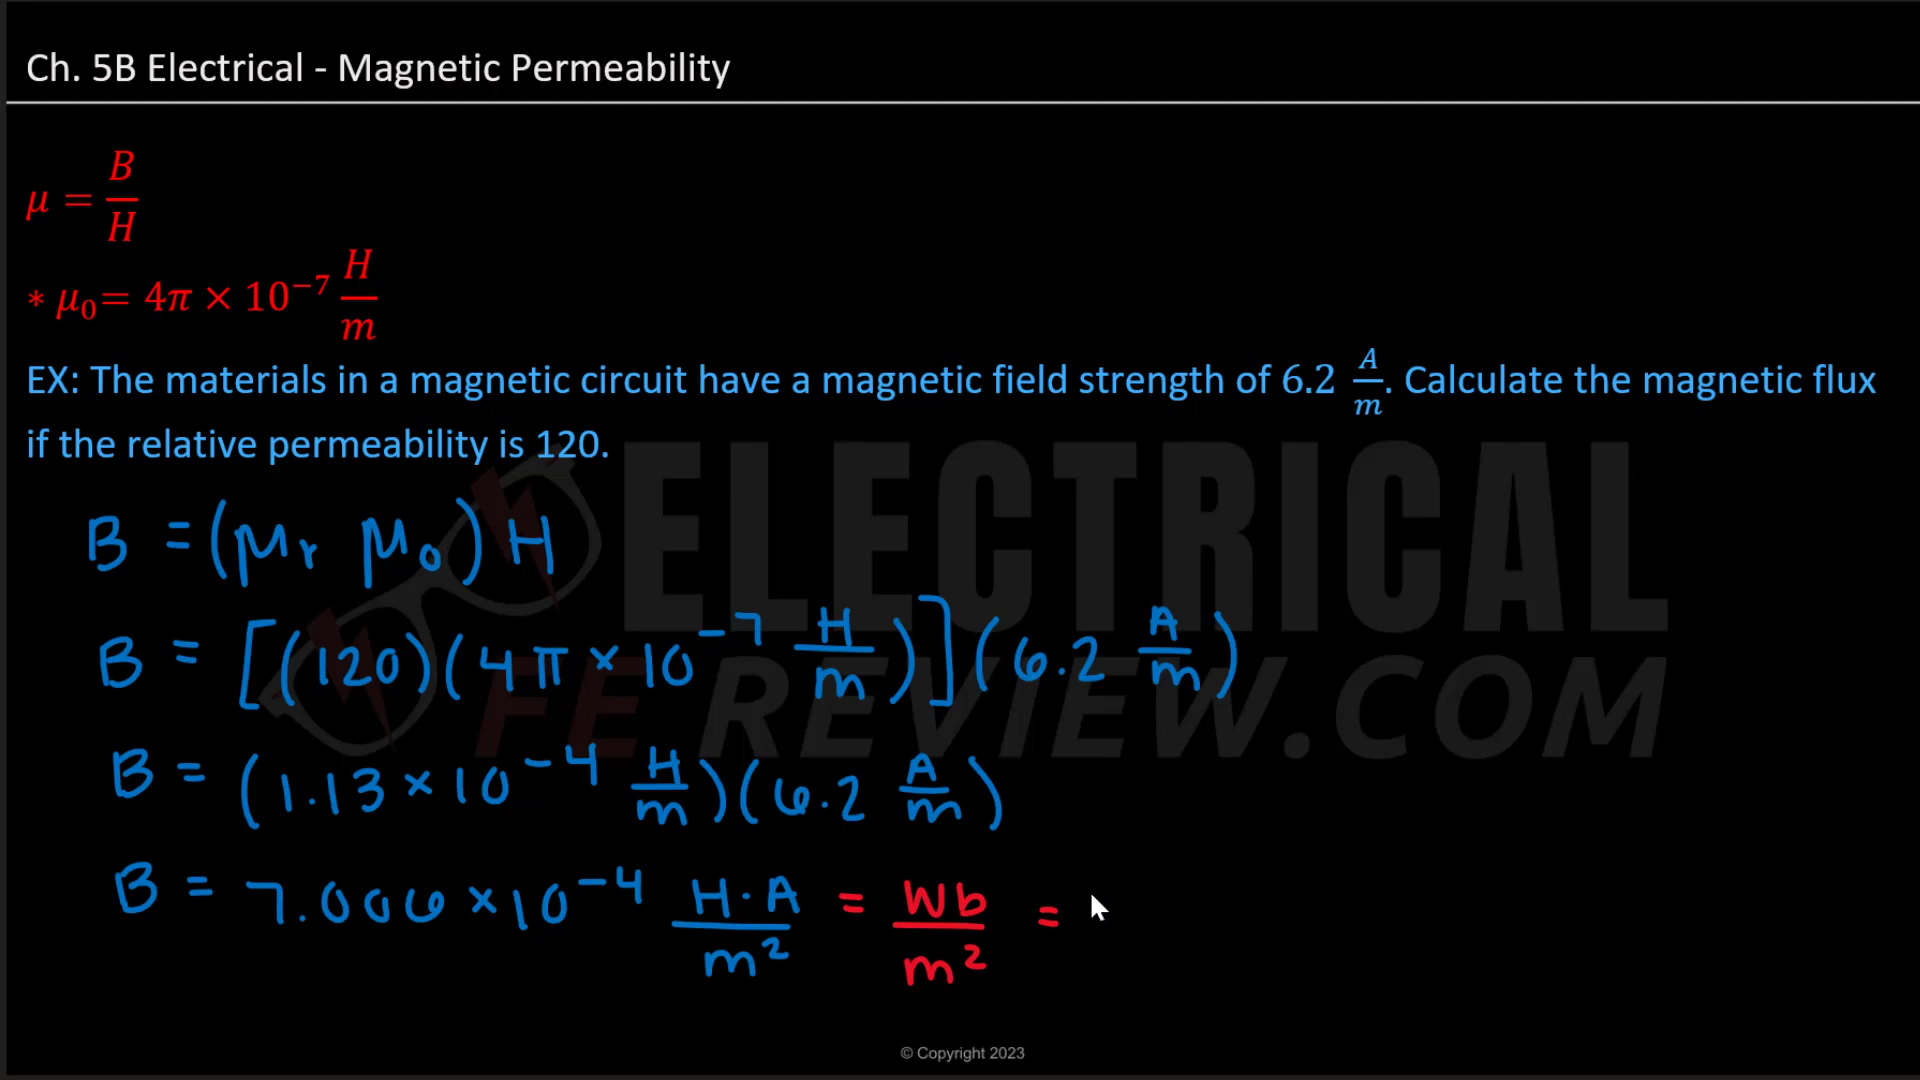 Ch. 5B Electrical - Magnetic Permeability
μ = B/H
* μ₀= 4π × 10⁻⁷ H/m
EX: The materials in a magnetic circuit have a magnetic field strength of 6.2 A/m. Calculate the magnetic flux
if the relative permeability is 120.
ELECTRICAL
FE REVIEW.COM
B = (μr μ₀) H
B = [(120)(4π × 10⁻⁷ H/m)](6.2 A/m)
B = (1.13 × 10⁻⁴ H/m)(6.2 A/m)
B = 7.006 × 10⁻⁴ H·A/m² = Wb/m² =
© Copyright 2023